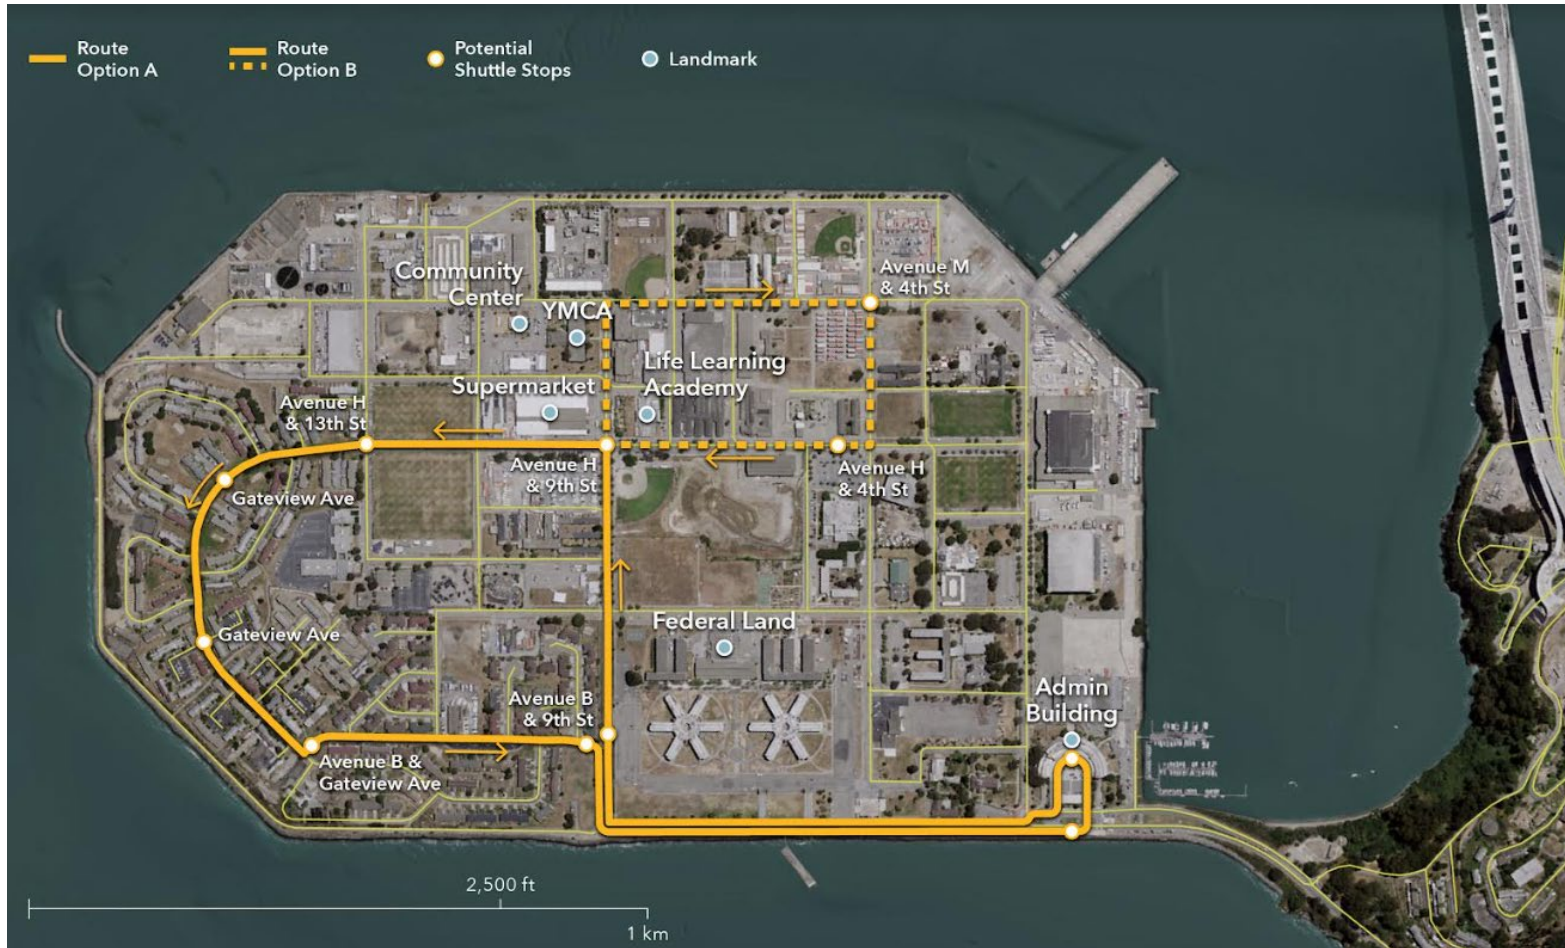 Route
Option A
Route
Option B
Potential
Shuttle Stops
Landmark
Avenue M
& 4th St
Community
Center
YMCA
Life Learning
Academy
Supermarket
Avenue H
& 13th St
Avenue H
& 9th St
Avenue H
& 4th St
Gateview Ave
Gateview Ave
Federal Land
Admin
Building
Avenue B
& 9th St
Avenue B &
Gateview Ave
2,500 ft
1 km